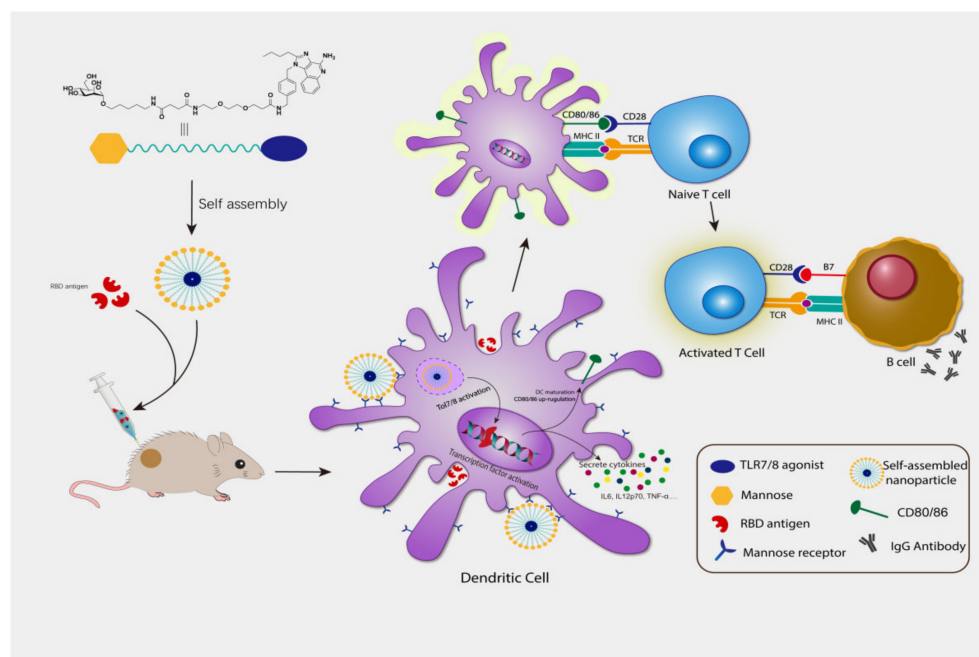 NH₂
N
N
N
OH
OH
HO
HO
O
O
H
N
O
O
N
H
O
O
O
N
H
Self assembly
RBD antigen
CD80/86
CD28
MHC II
TCR
Naive T cell
CD28
B7
TCR
MHC II
Activated T Cell
B cell
Tol7/8 activation
DC maturation
CD80/86 up-rugulation
Transcription factor activation
Secrete cytokines
IL6, IL12p70, TNF-α....
Dendritic Cell
TLR7/8 agonist
Mannose
RBD antigen
Mannose receptor
Self-assembled
nanoparticle
CD80/86
IgG Antibody